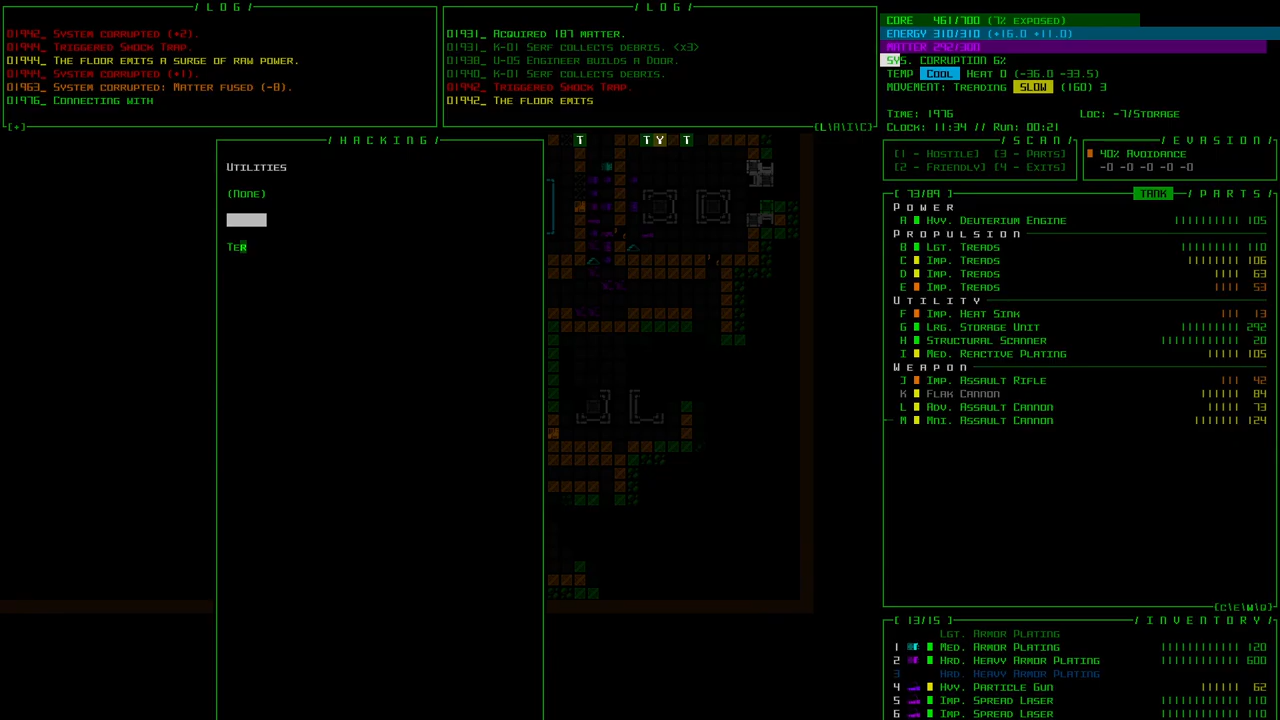 / L O G /
01942_ System corrupted (+2).
01944_ Triggered Shock Trap.
01944_ The floor emits a surge of raw power.
01944_ System corrupted (+1).
01963_ System corrupted: Matter fused (-8).
01976_ Connecting with
[+]
/ L O G /
01931_ Acquired 187 matter.
01931_ K-01 Serf collects debris. <x3>
01938_ U-05 Engineer builds a Door.
01940_ K-01 Serf collects debris.
01942_ Triggered Shock Trap.
01942_ The floor emits
[L\A\I\C]
CORE 461/700 (7% exposed)
ENERGY 310/310 (+16.0 +11.0)
MATTER 292/300
SYS. CORRUPTION 6%
TEMP Cool Heat 0 (-36.0 -33.5)
MOVEMENT: Treading SLOW (160) 3
Time: 1976 Loc: -7/Storage
Clock: 11:34 // Run: 00:21
/ S C A N /
[1 - Hostile] [3 - Parts]
[2 - Friendly] [4 - Exits]
/ E V A S I O N
40% Avoidance
-0 -0 -0 -0 -0
/ H A C K I N G /
Utilities
(None)
Ter
T T Y T
[ 73/89 ] TANK / P A R T S /
P O W E R
A Hvy. Deuterium Engine 105
P R O P U L S I O N
B Lgt. Treads 110
C Imp. Treads 106
D Imp. Treads 63
E Imp. Treads 53
U T I L I T Y
F Imp. Heat Sink 13
G Lrg. Storage Unit 292
H Structural Scanner 20
I Med. Reactive Plating 105
W E A P O N
J Imp. Assault Rifle 42
K Flak Cannon 84
L Adv. Assault Cannon 73
M Mni. Assault Cannon 124
[C\E\W\Q]
[ 13/15 ] / I N V E N T O R Y /
Lgt. Armor Plating
1 Med. Armor Plating 120
2 Hrd. Heavy Armor Plating 600
3 Hrd. Heavy Armor Plating
4 Hvy. Particle Gun 62
5 Imp. Spread Laser 110
6 Imp. Spread Laser 110